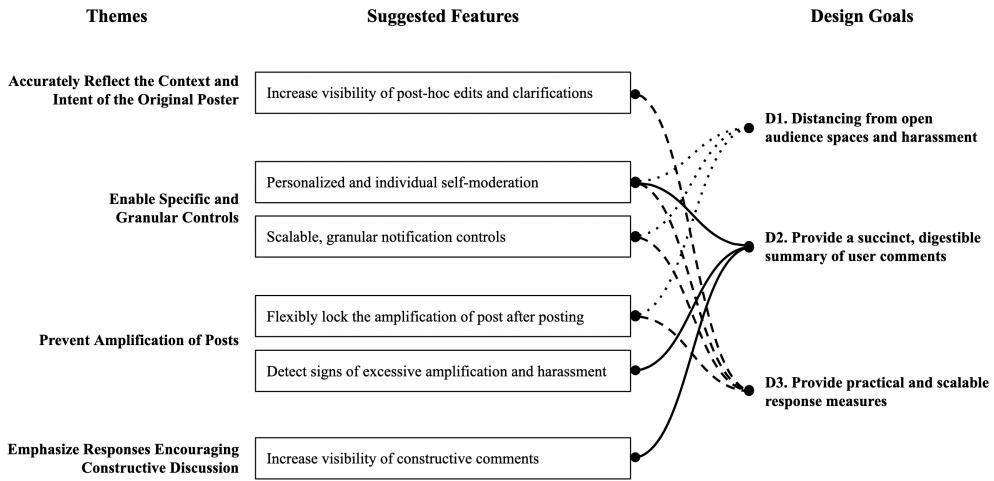 Themes
Suggested Features
Design Goals
Accurately Reflect the Context and
Intent of the Original Poster
Increase visibility of post-hoc edits and clarifications
Enable Specific and
Granular Controls
Personalized and individual self-moderation
Scalable, granular notification controls
Prevent Amplification of Posts
Flexibly lock the amplification of post after posting
Detect signs of excessive amplification and harassment
Emphasize Responses Encouraging
Constructive Discussion
Increase visibility of constructive comments
D1. Distancing from open
audience spaces and harassment
D2. Provide a succinct, digestible
summary of user comments
D3. Provide practical and scalable
response measures